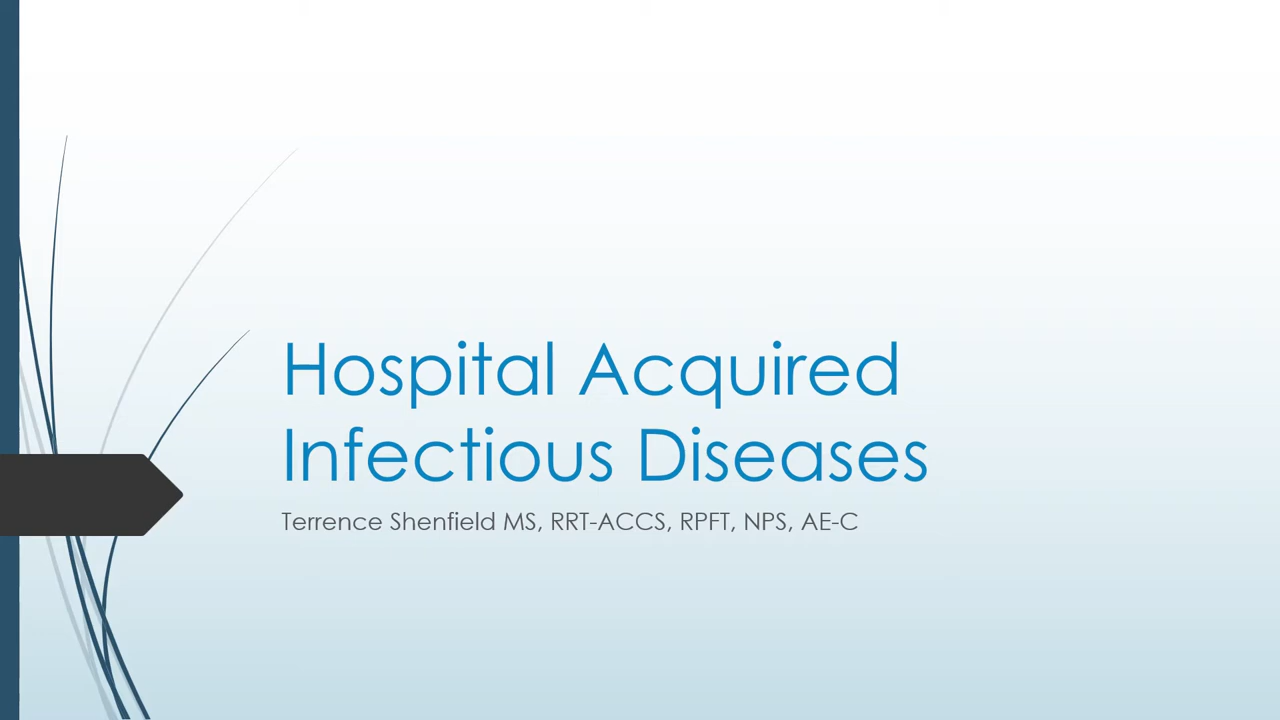 Hospital Acquired
Infectious Diseases
Terrence Shenfield MS, RRT-ACCS, RPFT, NPS, AE-C